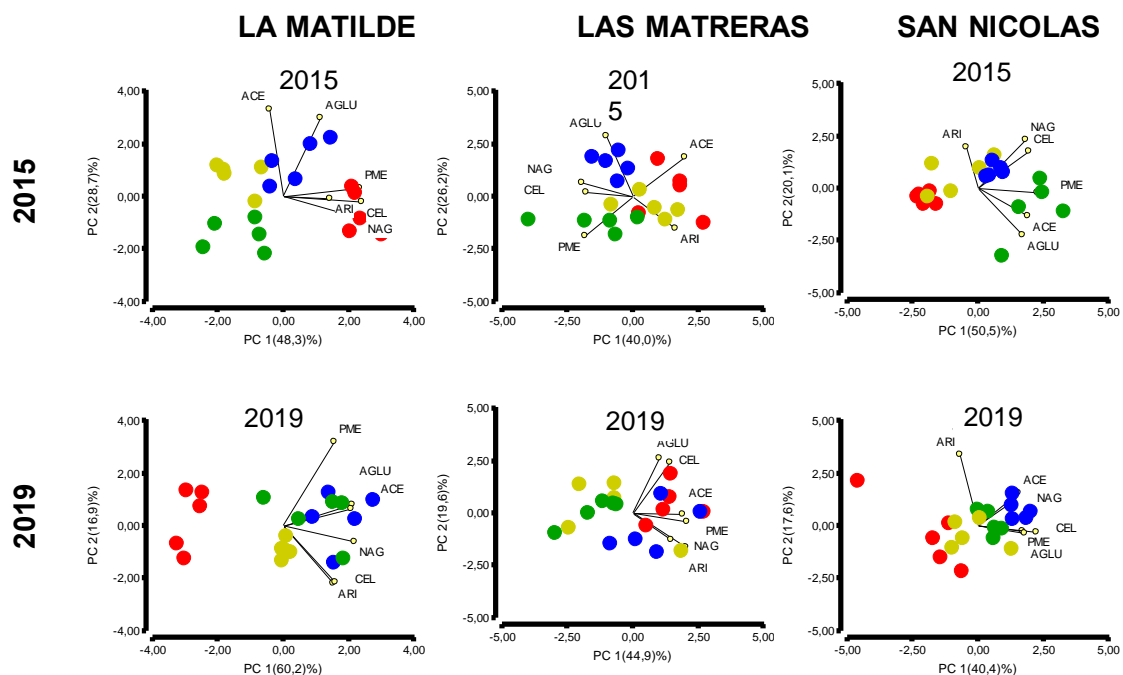 LA MATILDE
LAS MATRERAS
SAN NICOLAS
2015
2015
4,00
2,00
0,00
-2,00
-4,00
PC 2(28,7)%)
ACE
AGLU
PME
ARI
CEL
NAG
-4,00 -2,00 0,00 2,00 4,00
PC 1(48,3)%)
201
5
5,00
2,50
0,00
-2,50
-5,00
PC 2(26,2)%)
AGLU
ACE
NAG
CEL
PME
ARI
-5,00 -2,50 0,00 2,50 5,00
PC 1(40,0)%)
2015
5,00
2,50
0,00
-2,50
-5,00
PC 2(20,1)%)
ARI
NAG
CEL
PME
ACE
AGLU
-5,00 -2,50 0,00 2,50 5,00
PC 1(50,5)%)
2019
2019
4,00
2,00
0,00
-2,00
-4,00
PC 2(16,9)%)
PME
AGLU
ACE
NAG
CEL
ARI
-4,00 -2,00 0,00 2,00 4,00
PC 1(60,2)%)
2019
5,00
2,50
0,00
-2,50
-5,00
PC 2(19,6)%)
AGLU
CEL
ACE
PME
NAG
ARI
-5,00 -2,50 0,00 2,50 5,00
PC 1(44,9)%)
2019
5,00
2,50
0,00
-2,50
-5,00
PC 2(17,6)%)
ARI
ACE
NAG
CEL
PME
AGLU
-5,00 -2,50 0,00 2,50 5,00
PC 1(40,4)%)